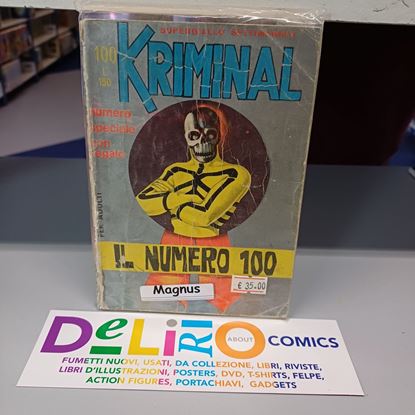 SUPERGIALLO SETTIMANALE
100
L. 150
KRIMINAL
numero
speciale
con
regalo
PER ADULTI
IL NUMERO 100
€ 35.00
Magnus
DeLiRIO ABOUT COMICS
FUMETTI NUOVI, USATI, DA COLLEZIONE, LIBRI, RIVISTE,
LIBRI D'ILLUSTRAZIONI, POSTERS, DVD, T-SHIRTS, FELPE,
ACTION FIGURES, PORTACHIAVI, GADGETS